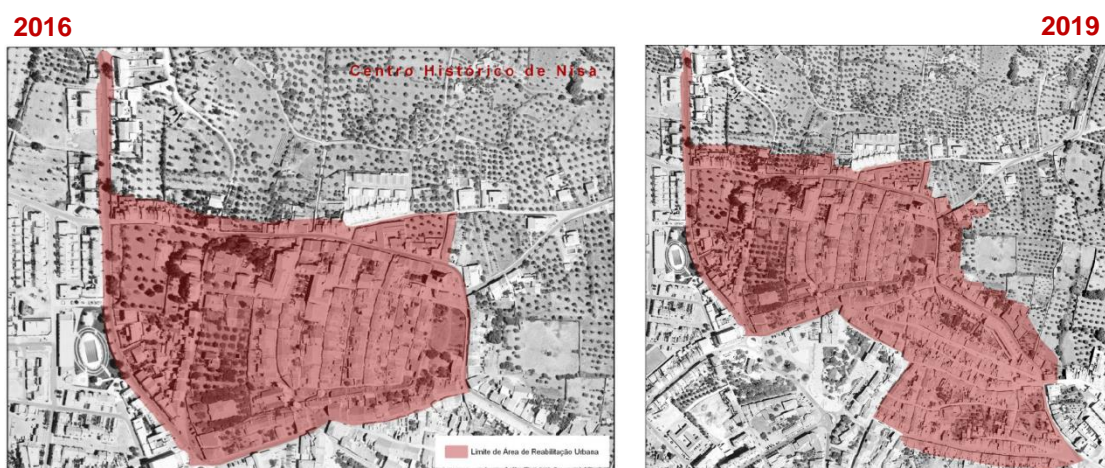 2016
2019
Centro Histórico de Nisa
Limite de Área de Reabilitação Urbana